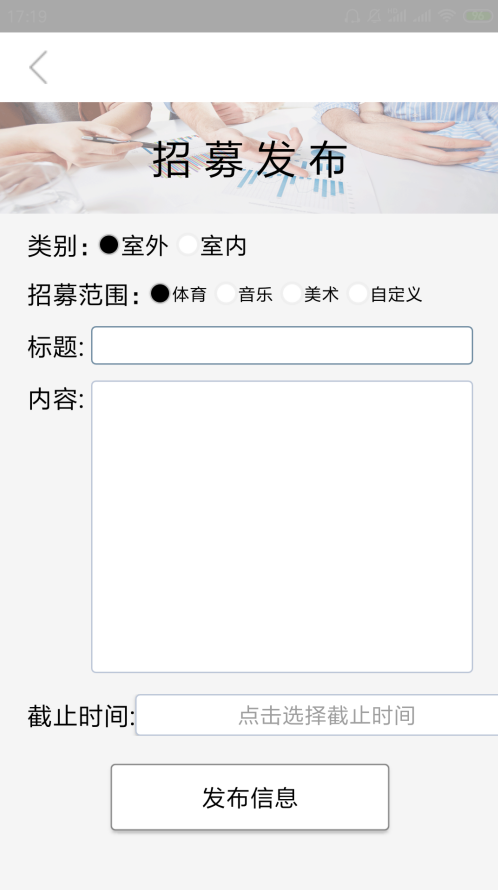 17:19
56
招募发布
类别: 室外 室内
招募范围: 体育 音乐 美术 自定义
标题:
内容:
截止时间: 点击选择截止时间
发布信息